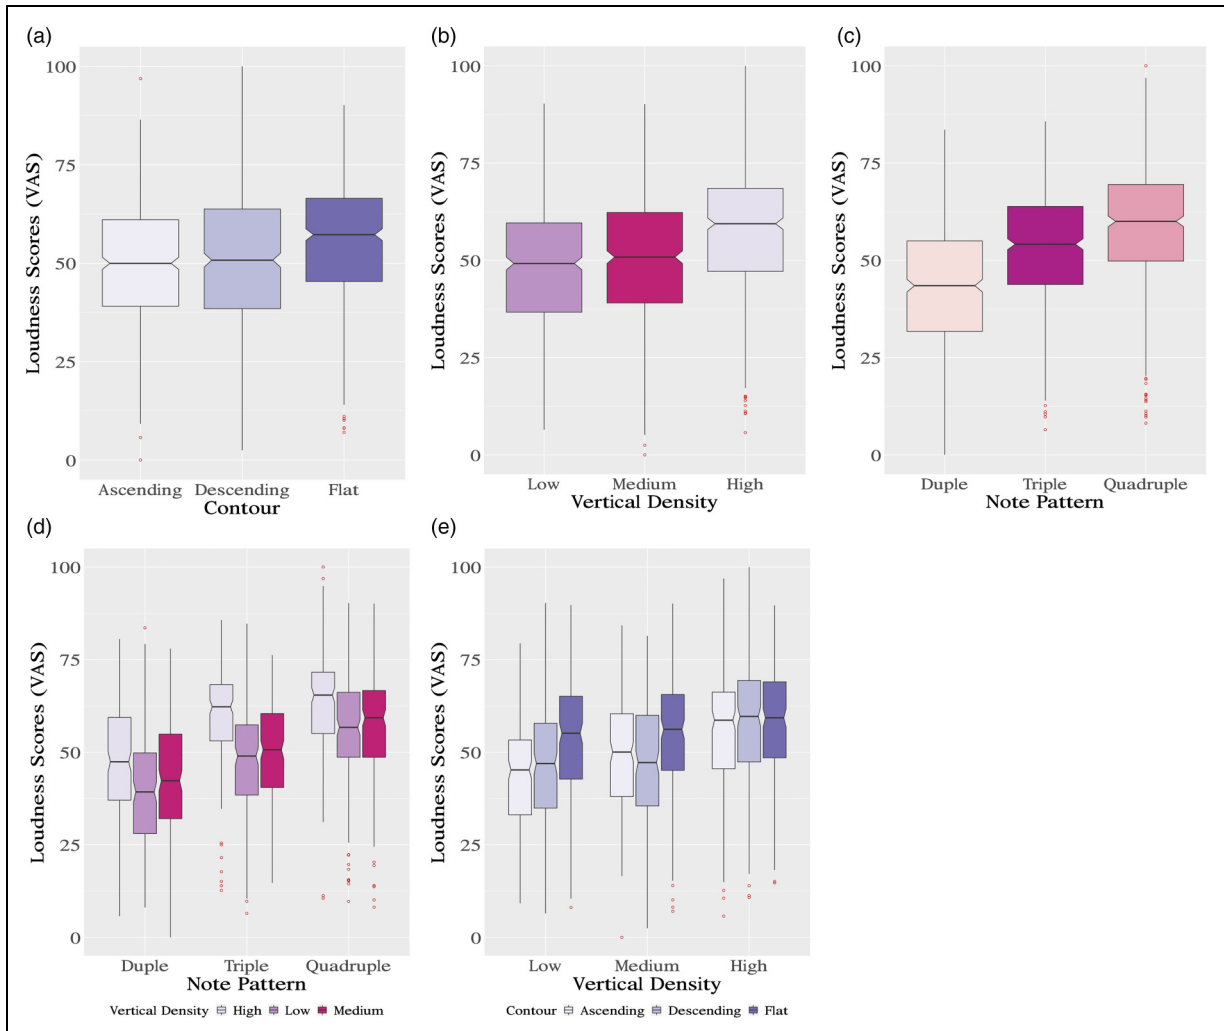 (a)
100
75
50
25
0
Loudness Scores (VAS)
Ascending Descending Flat
Contour
(b)
100
75
50
25
0
Loudness Scores (VAS)
Low Medium High
Vertical Density
(c)
100
75
50
25
0
Loudness Scores (VAS)
Duple Triple Quadruple
Note Pattern
(d)
100
75
50
25
0
Loudness Scores (VAS)
Duple Triple Quadruple
Note Pattern
Vertical Density High Low Medium
(e)
100
75
50
25
0
Loudness Scores (VAS)
Low Medium High
Vertical Density
Contour Ascending Descending Flat